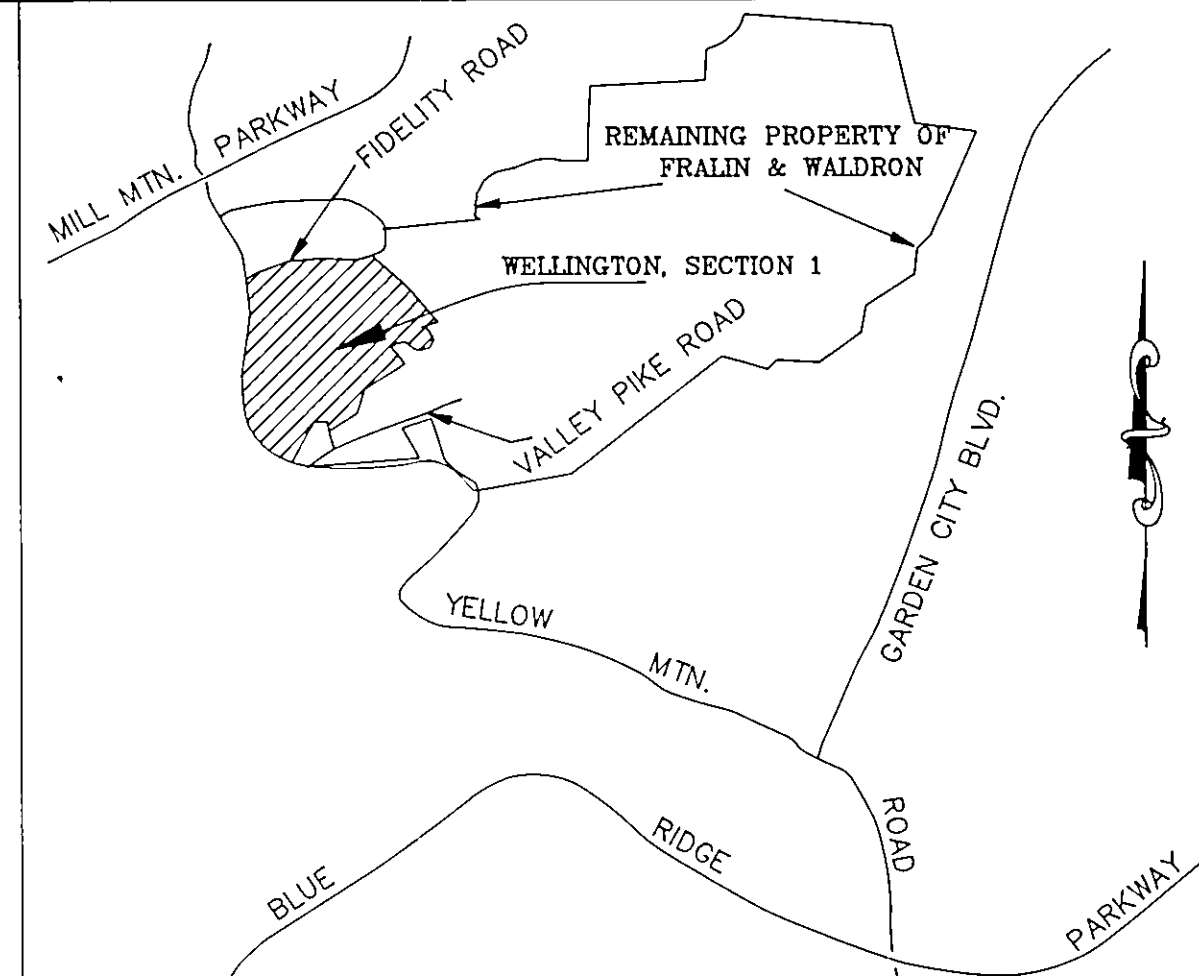 FIDELITY ROAD
MILL MTN. PARKWAY
REMAINING PROPERTY OF
FRALIN & WALDRON
WELLINGTON, SECTION 1
VALLEY PIKE ROAD
GARDEN CITY BLVD.
YELLOW MTN. ROAD
BLUE RIDGE PARKWAY